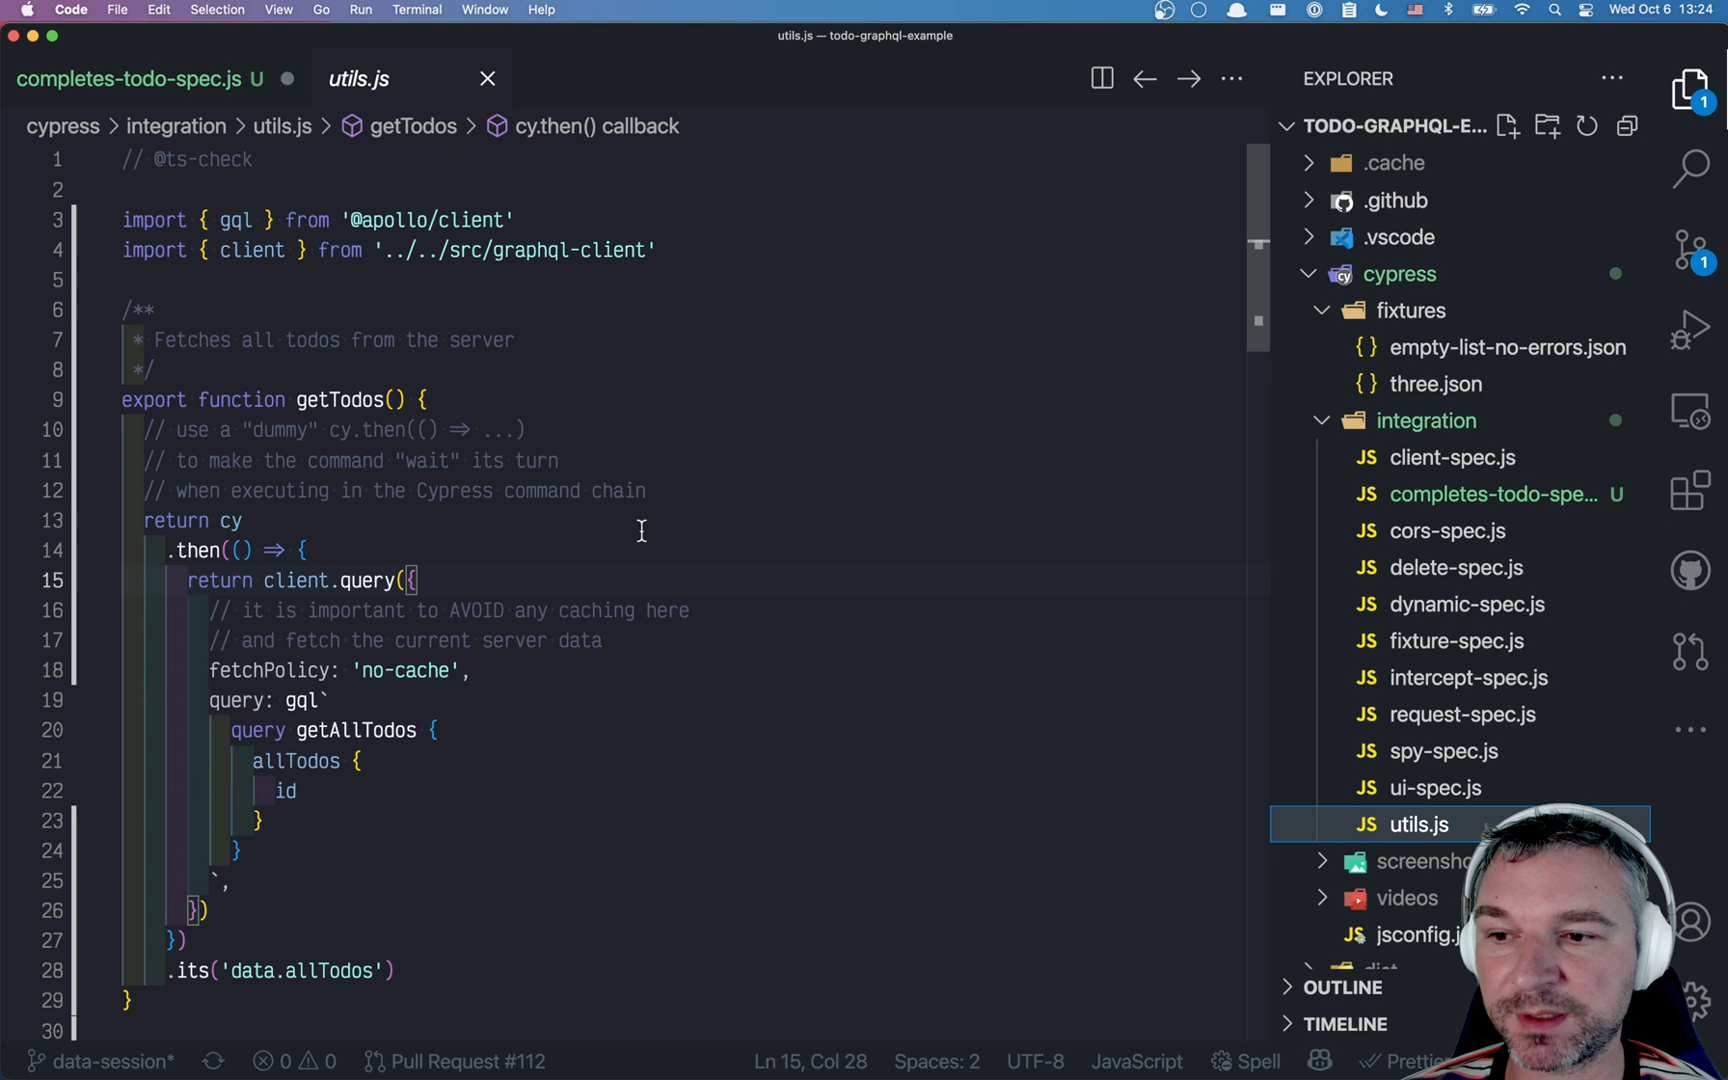 Code File Edit Selection View Go Run Terminal Window Help Wed Oct 6 13:24
utils.js — todo-graphql-example
completes-todo-spec.js U utils.js
cypress > integration > utils.js > getTodos > cy.then() callback
1 // @ts-check
2
3 import { gql } from '@apollo/client'
4 import { client } from '../../src/graphql-client'
5
6 /**
7 * Fetches all todos from the server
8 */
9 export function getTodos() {
10 // use a "dummy" cy.then(() => ...)
11 // to make the command "wait" its turn
12 // when executing in the Cypress command chain
13 return cy
14 .then(() => {
15 return client.query({
16 // it is important to AVOID any caching here
17 // and fetch the current server data
18 fetchPolicy: 'no-cache',
19 query: gql`
20 query getAllTodos {
21 allTodos {
22 id
23 }
24 }
25 `,
26 })
27 })
28 .its('data.allTodos')
29 }
30
EXPLORER
TODO-GRAPHQL-E...
.cache
.github
.vscode
cypress
fixtures
{} empty-list-no-errors.json
{} three.json
integration
JS client-spec.js
JS completes-todo-spe... U
JS cors-spec.js
JS delete-spec.js
JS dynamic-spec.js
JS fixture-spec.js
JS intercept-spec.js
JS request-spec.js
JS spy-spec.js
JS ui-spec.js
JS utils.js
videos
OUTLINE
TIMELINE
1
1
data-session* 0 0 Pull Request #112 Ln 15, Col 28 Spaces: 2 UTF-8 JavaScript Spell